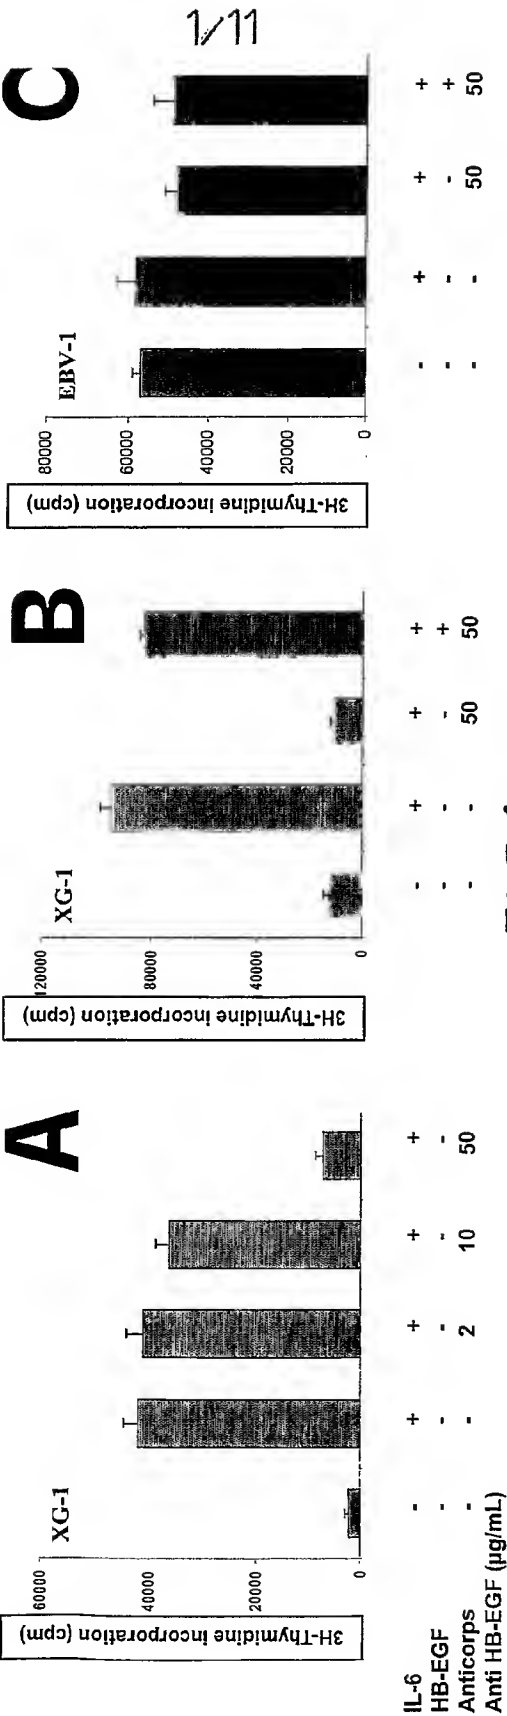 1/11
A
XG-1
3H-Thymidine incorporation (cpm)
60000
40000
20000
0
IL-6 - + + + +
HB-EGF - - - - -
Anticorps - - 2 10 50
Anti HB-EGF (µg/mL)
B
XG-1
3H-Thymidine incorporation (cpm)
120000
80000
40000
0
- + + +
- - - +
- - 50 50
C
EBV-1
3H-Thymidine incorporation (cpm)
80000
60000
40000
20000
0
- + + +
- - - +
- - 50 50